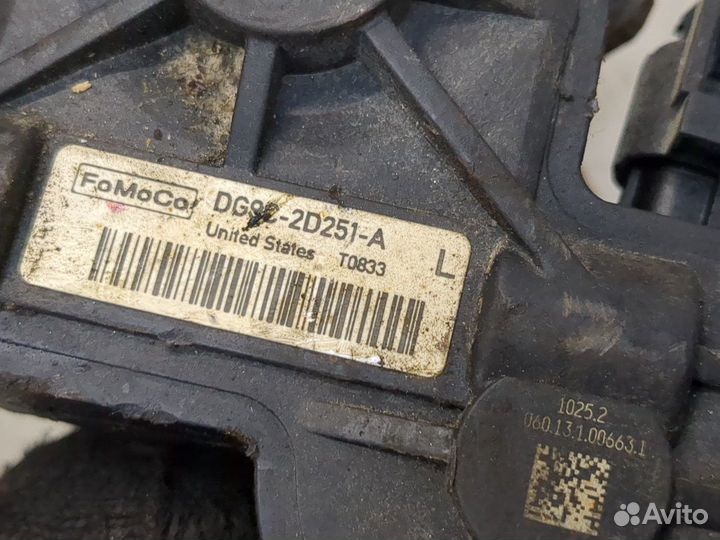 FoMoCo
United States T0833
L
1025.2
060.13.1.00663.1
Avito